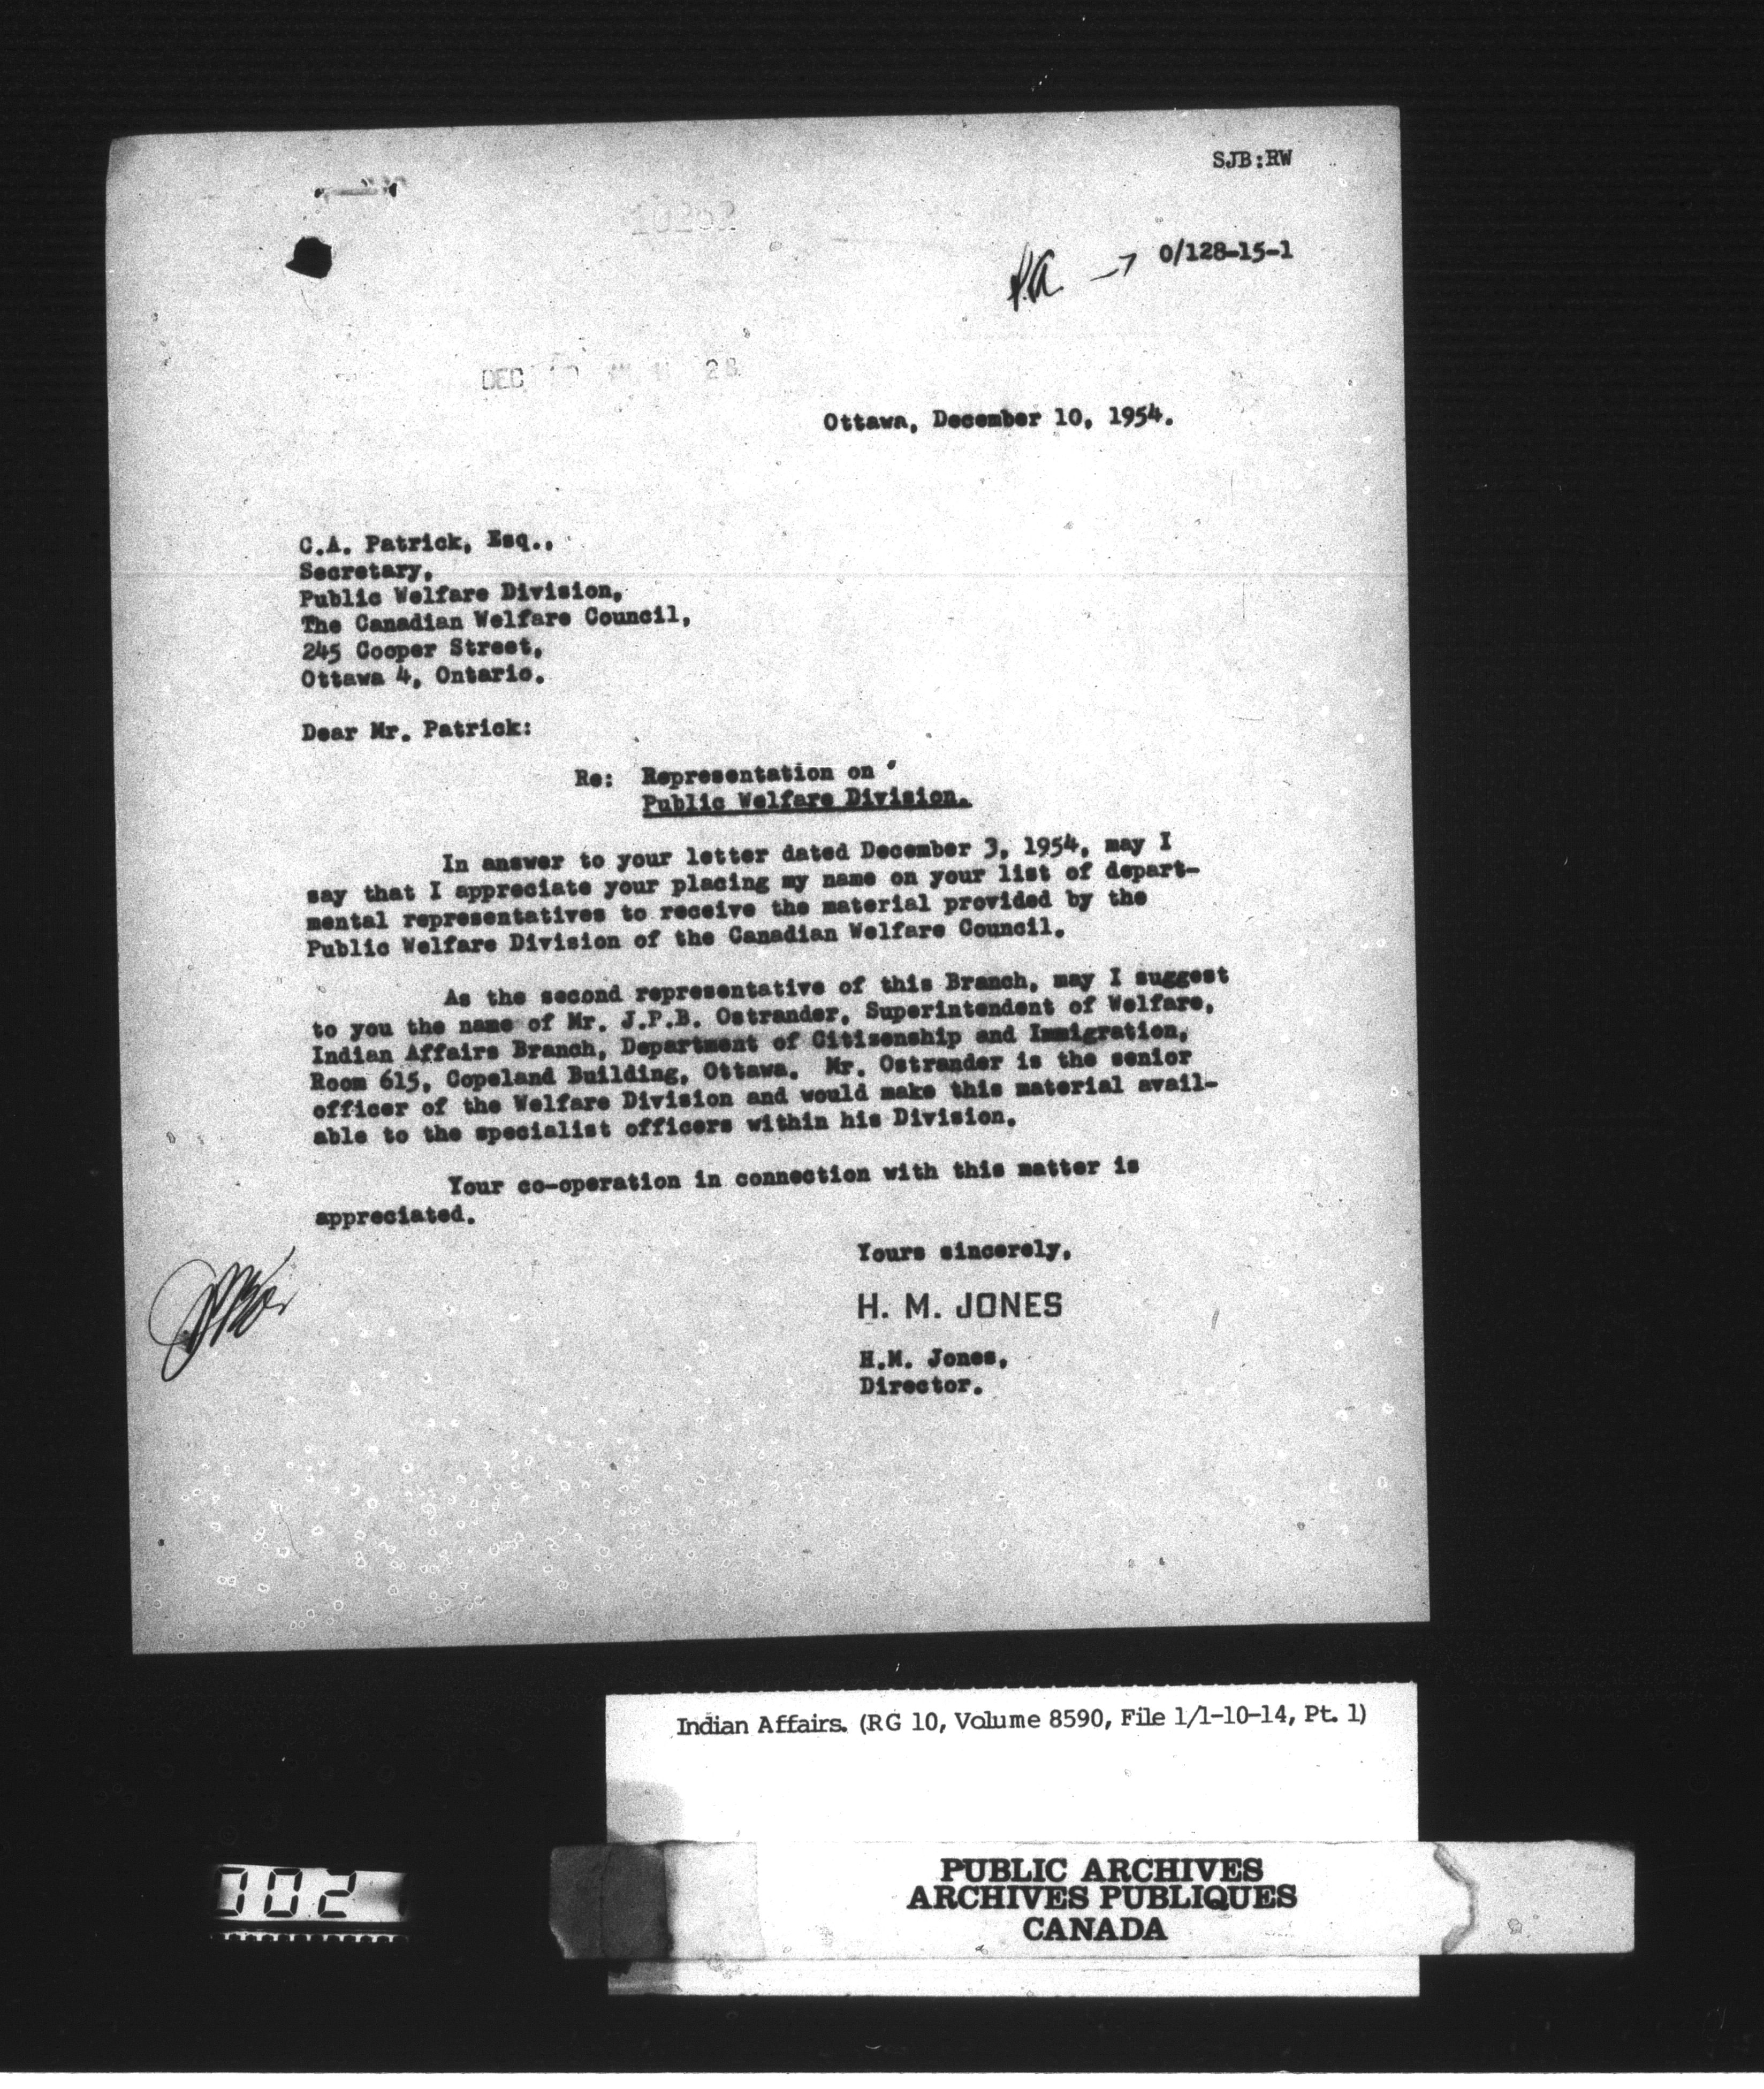 SJB:RW
10252
P.A. → 0/128-15-1
DEC 10 AM 11 28
Ottawa, December 10, 1954.
C.A. Patrick, Esq.,
Secretary,
Public Welfare Division,
The Canadian Welfare Council,
245 Cooper Street,
Ottawa 4, Ontario.
Dear Mr. Patrick:
Re: Representation on
Public Welfare Division.
In answer to your letter dated December 3, 1954, may I
say that I appreciate your placing my name on your list of depart-
mental representatives to receive the material provided by the
Public Welfare Division of the Canadian Welfare Council.
As the second representative of this Branch, may I suggest
to you the name of Mr. J.P.B. Ostrander, Superintendent of Welfare,
Indian Affairs Branch, Department of Citizenship and Immigration,
Room 615, Copeland Building, Ottawa. Mr. Ostrander is the senior
officer of the Welfare Division and would make this material avail-
able to the specialist officers within his Division.
Your co-operation in connection with this matter is
appreciated.
Yours sincerely,
H. M. JONES
H.M. Jones,
Director.
Indian Affairs. (RG 10, Volume 8590, File 1/1-10-14, Pt. 1)
PUBLIC ARCHIVES
ARCHIVES PUBLIQUES
CANADA
702